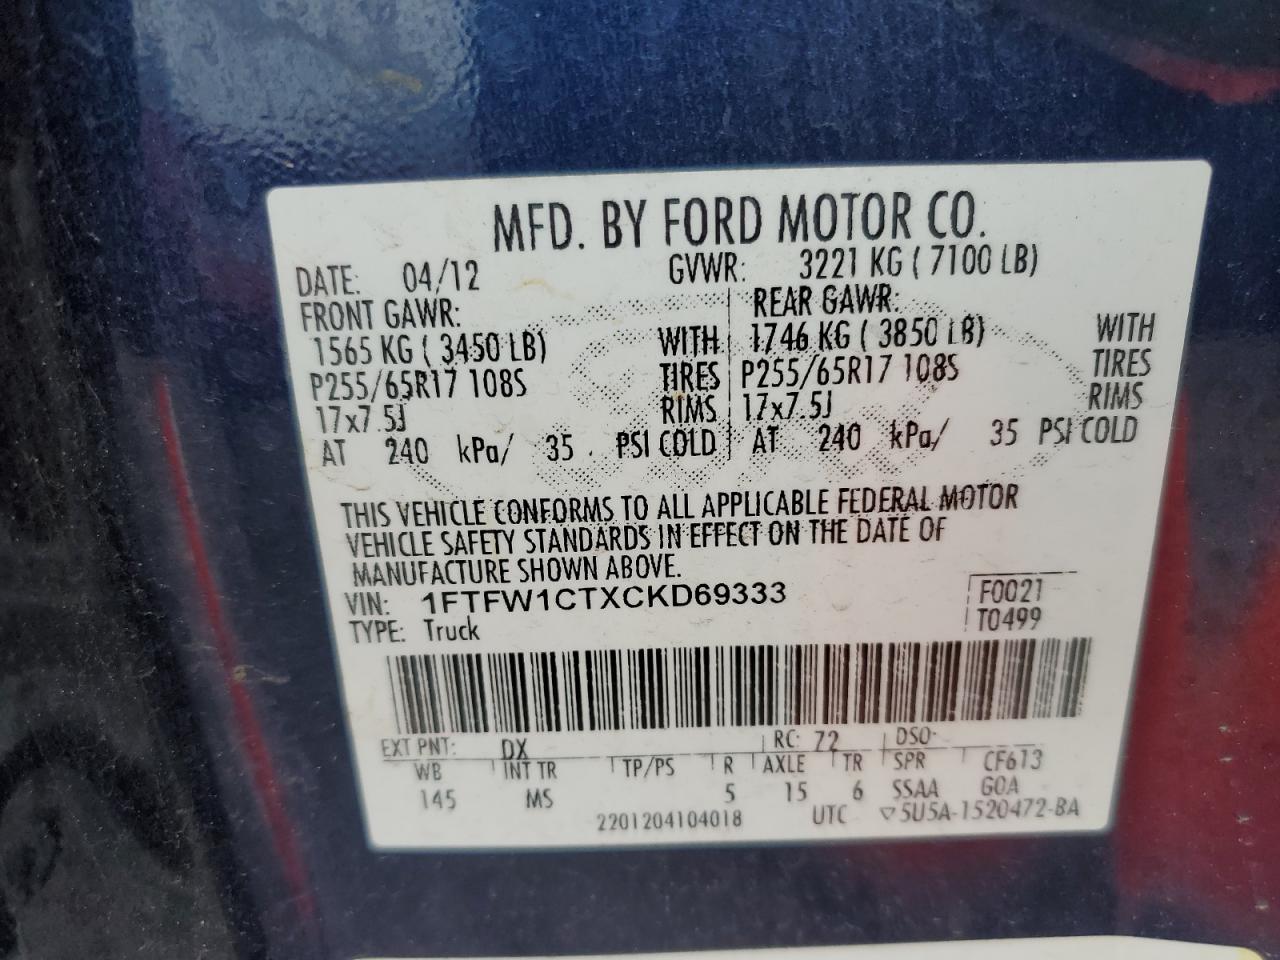 MFD. BY FORD MOTOR CO.
DATE: 04/12 GVWR: 3221 KG ( 7100 LB)
FRONT GAWR: REAR GAWR:
1565 KG ( 3450 LB) WITH 1746 KG ( 3850 LB) WITH
P255/65R17 108S TIRES P255/65R17 108S TIRES
17x7.5J RIMS 17x7.5J RIMS
AT 240 kPa/ 35 PSI COLD AT 240 kPa/ 35 PSI COLD
THIS VEHICLE CONFORMS TO ALL APPLICABLE FEDERAL MOTOR
VEHICLE SAFETY STANDARDS IN EFFECT ON THE DATE OF
MANUFACTURE SHOWN ABOVE.
VIN: 1FTFW1CTXCKD69333 F0021
TYPE: Truck T0499
EXT PNT: DX RC: 72 DSO:
WB INT TR TP/PS R AXLE TR SPR CF613
145 MS 5 15 6 SSAA GOA
2201204104018 UTC ▽5U5A-1520472-BA